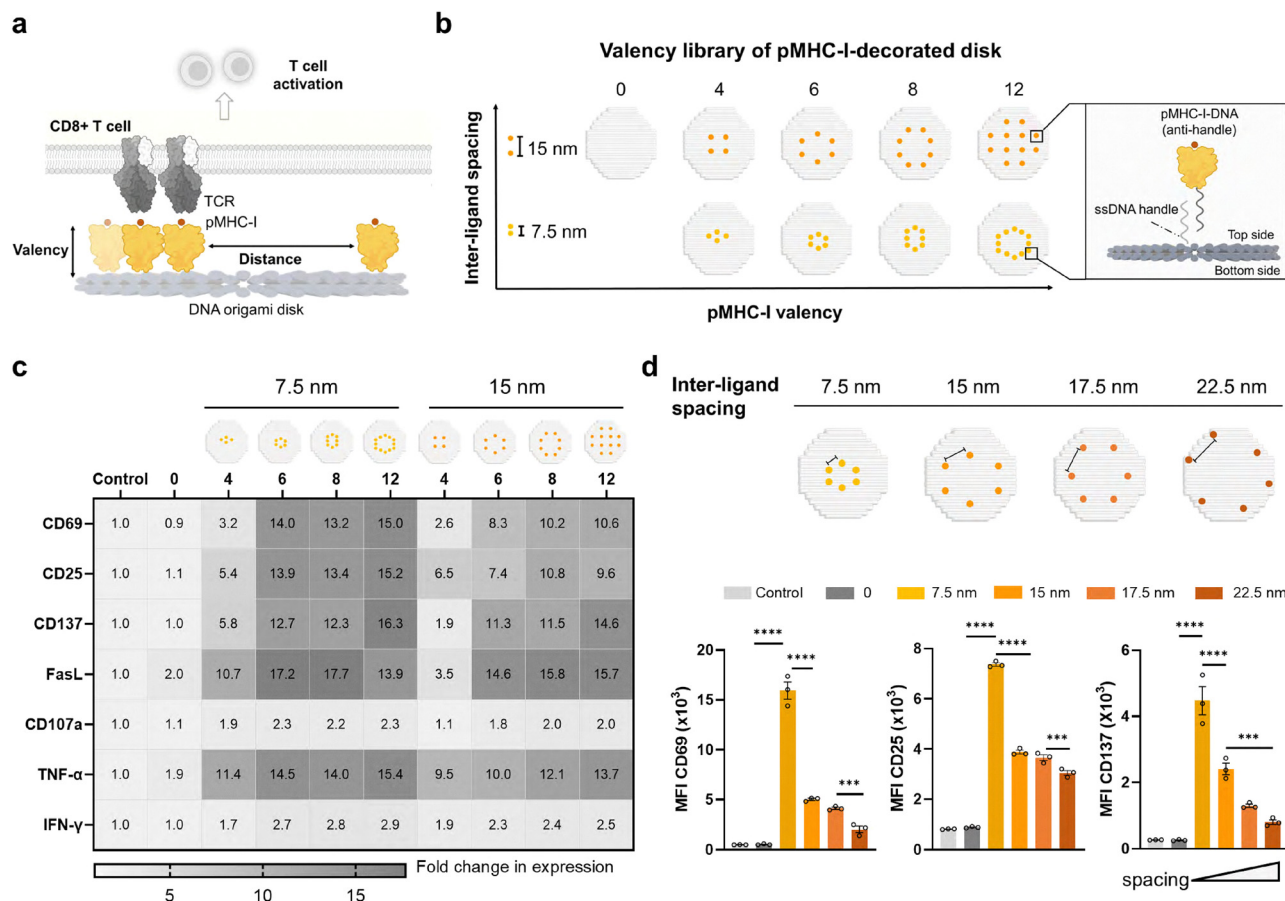 a
T cell
activation
CD8+ T cell
TCR
pMHC-I
Valency
Distance
DNA origami disk
b
Valency library of pMHC-I-decorated disk
0 4 6 8 12
Inter-ligand spacing
15 nm
7.5 nm
pMHC-I valency
pMHC-I-DNA
(anti-handle)
ssDNA handle
Top side
Bottom side
c
7.5 nm 15 nm
Control 0 4 6 8 12 4 6 8 12
CD69 1.0 0.9 3.2 14.0 13.2 15.0 2.6 8.3 10.2 10.6
CD25 1.0 1.1 5.4 13.9 13.4 15.2 6.5 7.4 10.8 9.6
CD137 1.0 1.0 5.8 12.7 12.3 16.3 1.9 11.3 11.5 14.6
FasL 1.0 2.0 10.7 17.2 17.7 13.9 3.5 14.6 15.8 15.7
CD107a 1.0 1.1 1.9 2.3 2.2 2.3 1.1 1.8 2.0 2.0
TNF-α 1.0 1.9 11.4 14.5 14.0 15.4 9.5 10.0 12.1 13.7
IFN-γ 1.0 1.0 1.7 2.7 2.8 2.9 1.9 2.3 2.4 2.5
Fold change in expression
5 10 15
d
Inter-ligand
spacing
7.5 nm 15 nm 17.5 nm 22.5 nm
Control 0 7.5 nm 15 nm 17.5 nm 22.5 nm
MFI CD69 (x10³)
20
15
10
5
0
**** **** ***
MFI CD25 (x10³)
8
6
4
2
0
**** **** ***
MFI CD137 (X10³)
6
4
2
0
**** **** ***
spacing